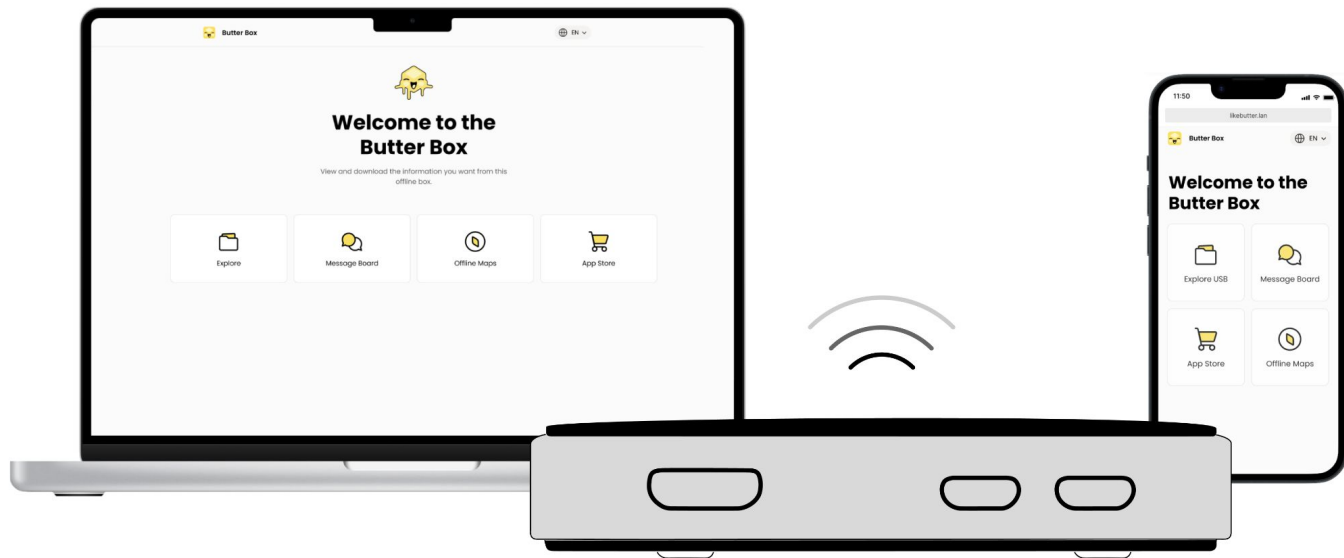 Butter Box
EN
Welcome to the
Butter Box
View and download the information you want from this
offline box.
Explore
Message Board
Offline Maps
App Store
11:50
likebutter.lan
Butter Box
EN
Welcome to the
Butter Box
Explore USB
Message Board
App Store
Offline Maps